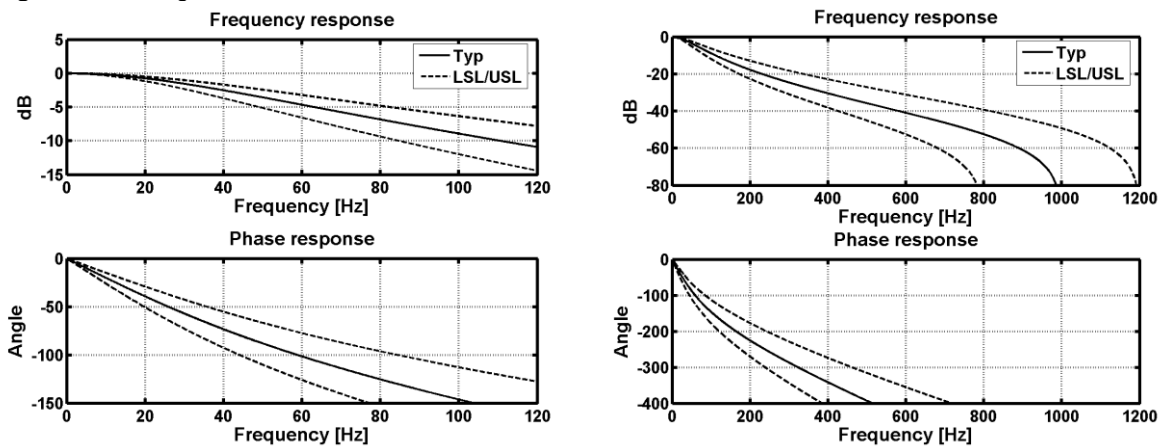 Frequency response
5
0
-5
-10
-15
dB
Typ
LSL/USL
0 20 40 60 80 100 120
Frequency [Hz]
Phase response
0
-50
-100
-150
Angle
0 20 40 60 80 100 120
Frequency [Hz]
Frequency response
0
-20
-40
-60
-80
dB
Typ
LSL/USL
0 200 400 600 800 1000 1200
Frequency [Hz]
Phase response
0
-100
-200
-300
-400
Angle
0 200 400 600 800 1000 1200
Frequency [Hz]